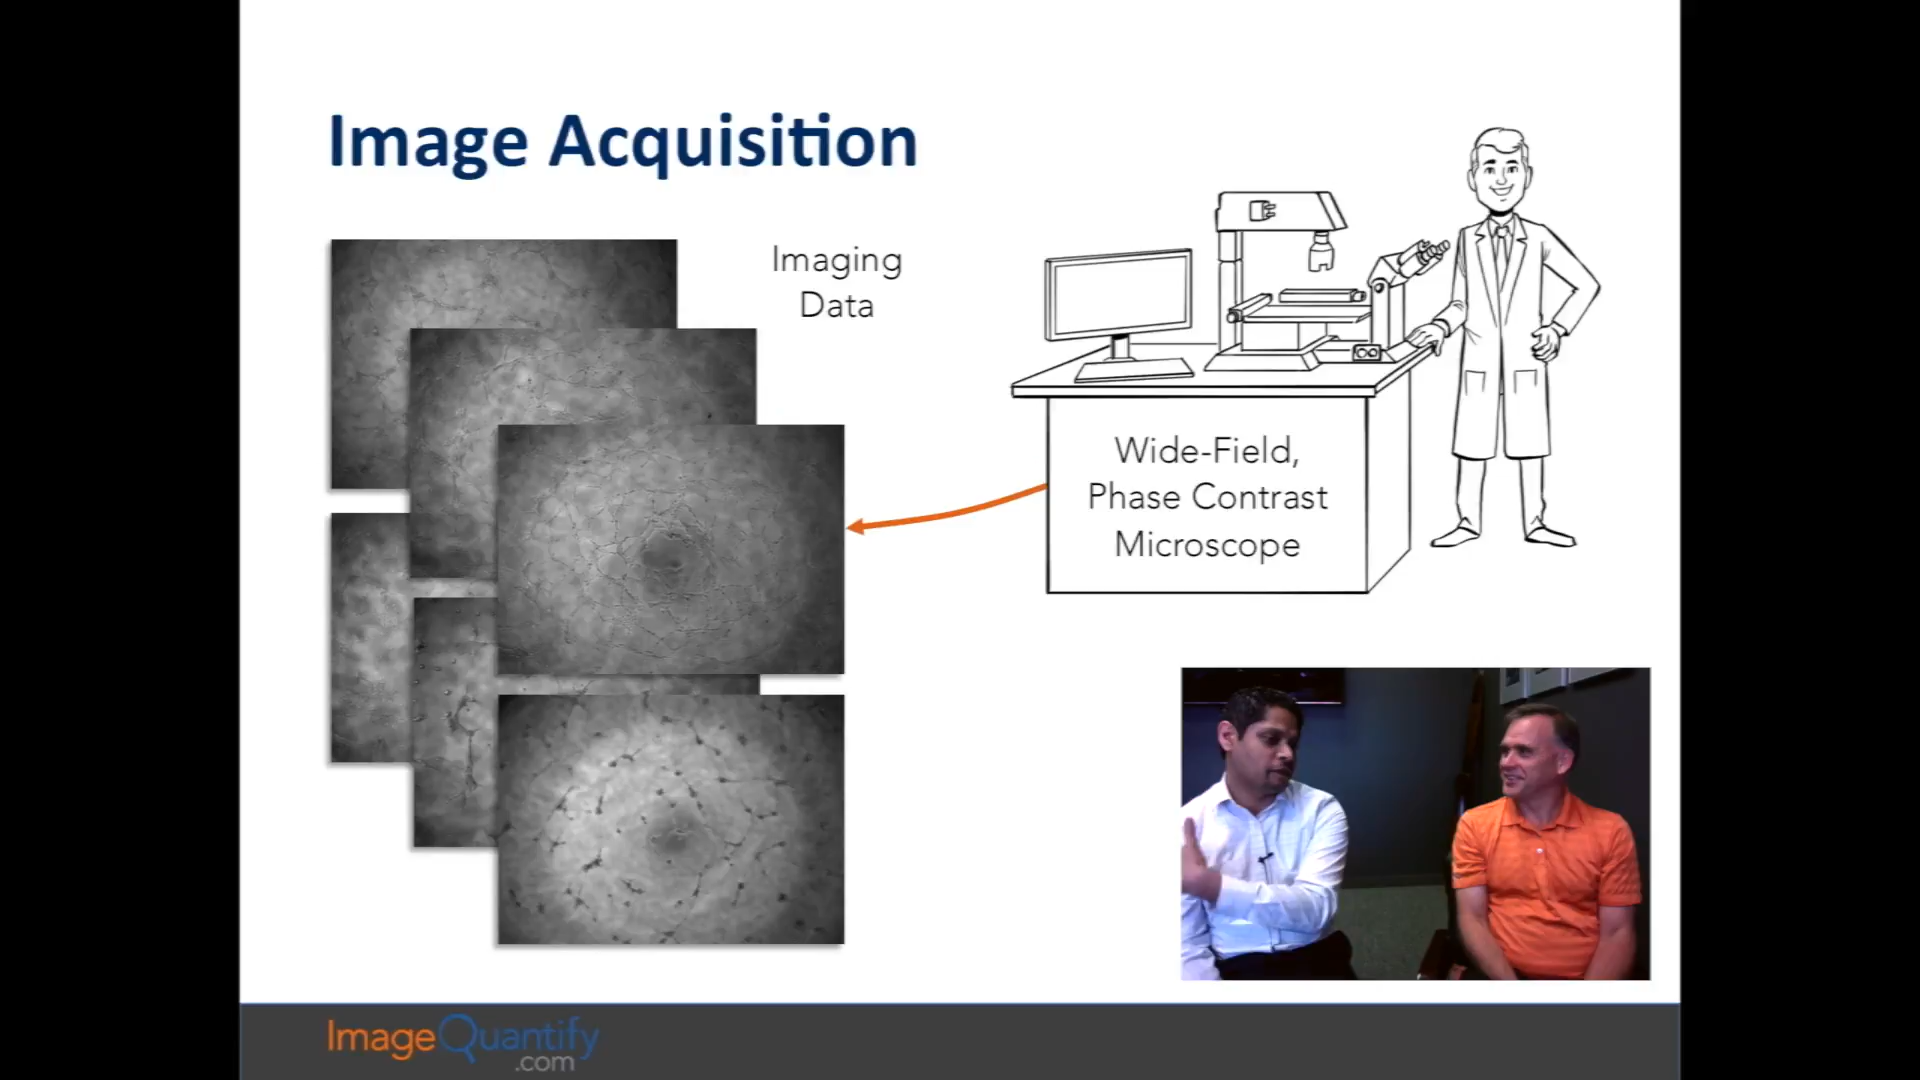 Image Acquisition
Imaging
Data
Wide-Field,
Phase Contrast
Microscope
ImageQuantify
.com